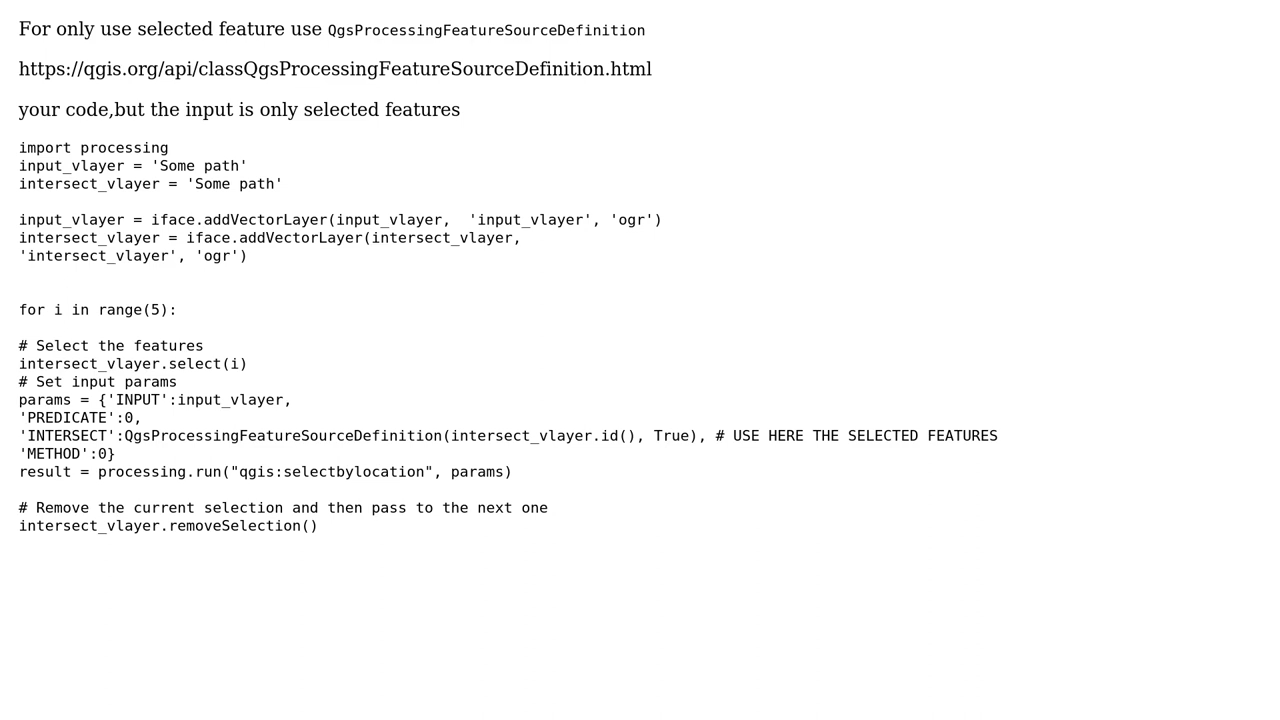 For only use selected feature use QgsProcessingFeatureSourceDefinition
https://qgis.org/api/classQgsProcessingFeatureSourceDefinition.html
your code,but the input is only selected features
import processing
input_vlayer = 'Some path'
intersect_vlayer = 'Some path'
input_vlayer = iface.addVectorLayer(input_vlayer,  'input_vlayer', 'ogr')
intersect_vlayer = iface.addVectorLayer(intersect_vlayer,
'intersect_vlayer', 'ogr')
for i in range(5):
# Select the features
intersect_vlayer.select(i)
# Set input params
params = {'INPUT':input_vlayer,
'PREDICATE':0,
'INTERSECT':QgsProcessingFeatureSourceDefinition(intersect_vlayer.id(), True), # USE HERE THE SELECTED FEATURES
'METHOD':0}
result = processing.run("qgis:selectbylocation", params)
# Remove the current selection and then pass to the next one
intersect_vlayer.removeSelection()